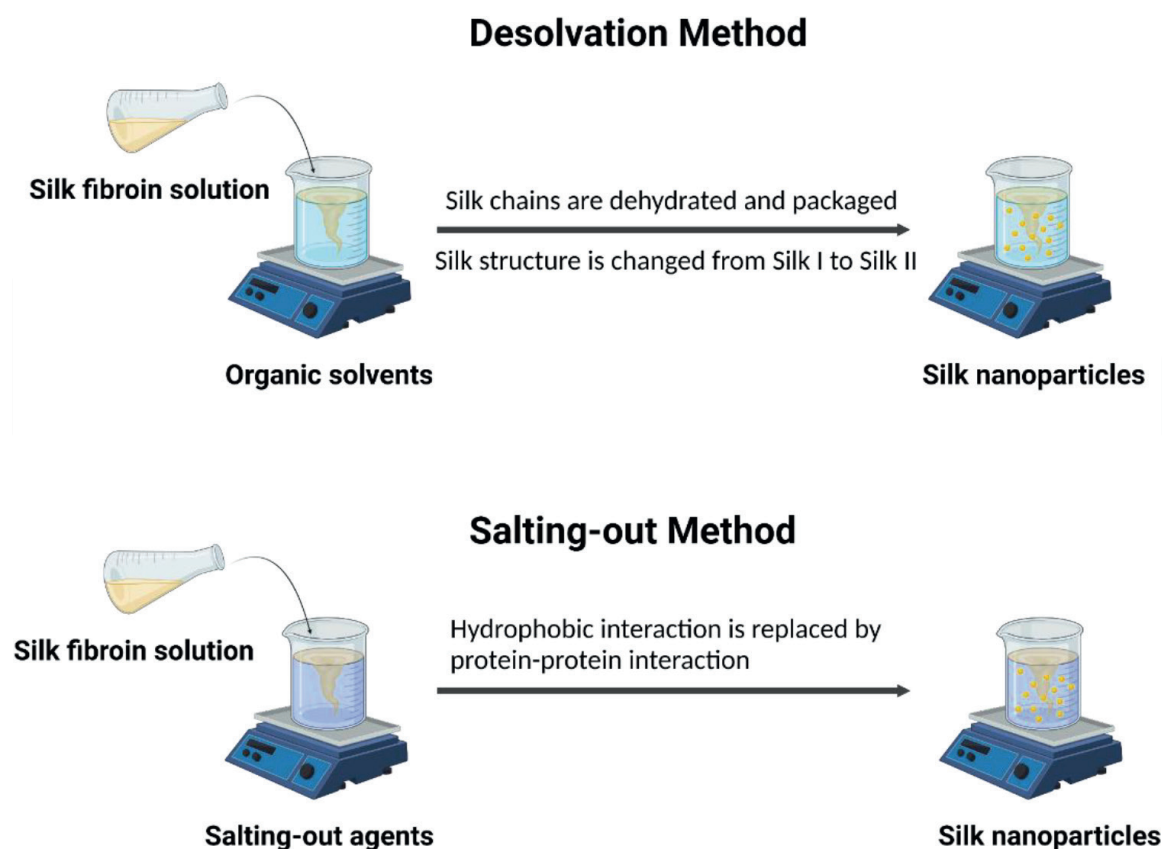 Desolvation Method
Silk fibroin solution
Silk chains are dehydrated and packaged
Silk structure is changed from Silk I to Silk II
Organic solvents
Silk nanoparticles
Salting-out Method
Silk fibroin solution
Hydrophobic interaction is replaced by
protein-protein interaction
Salting-out agents
Silk nanoparticles